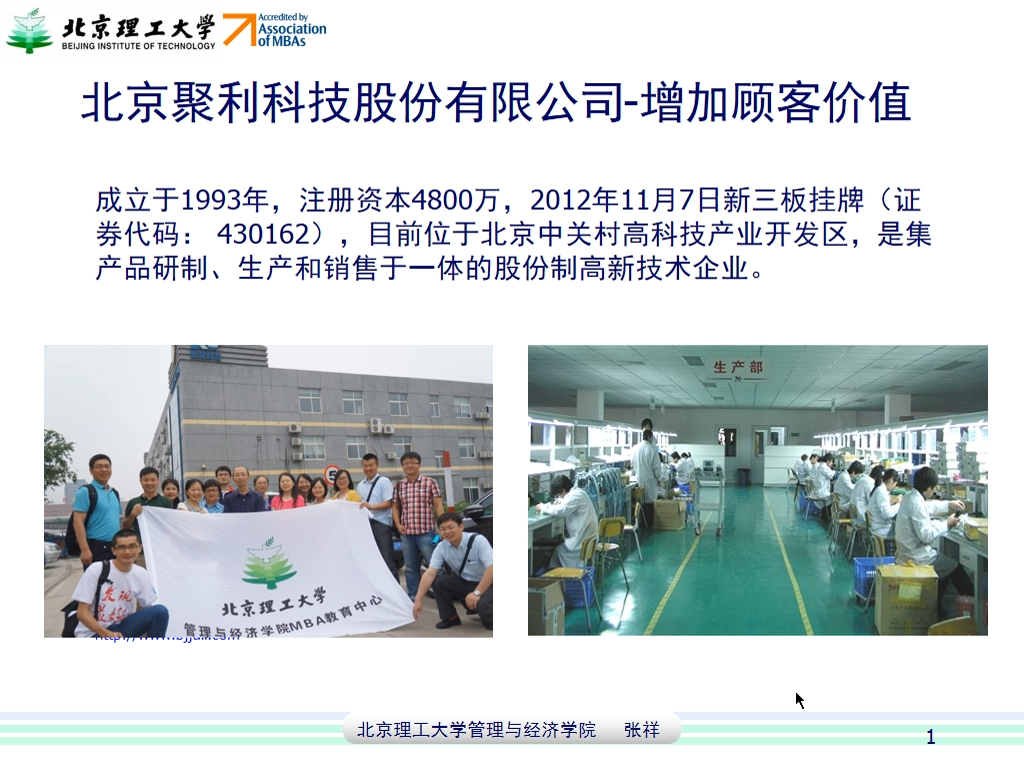 北京理工大学
BEIJING INSTITUTE OF TECHNOLOGY
Accredited by
Association
of MBAs
北京聚利科技股份有限公司-增加顾客价值
成立于1993年，注册资本4800万，2012年11月7日新三板挂牌（证
券代码： 430162），目前位于北京中关村高科技产业开发区，是集
产品研制、生产和销售于一体的股份制高新技术企业。
生产部
5
发现
北京理工大学
管理与经济学院MBA教育中心
北京理工大学管理与经济学院 张祥
1